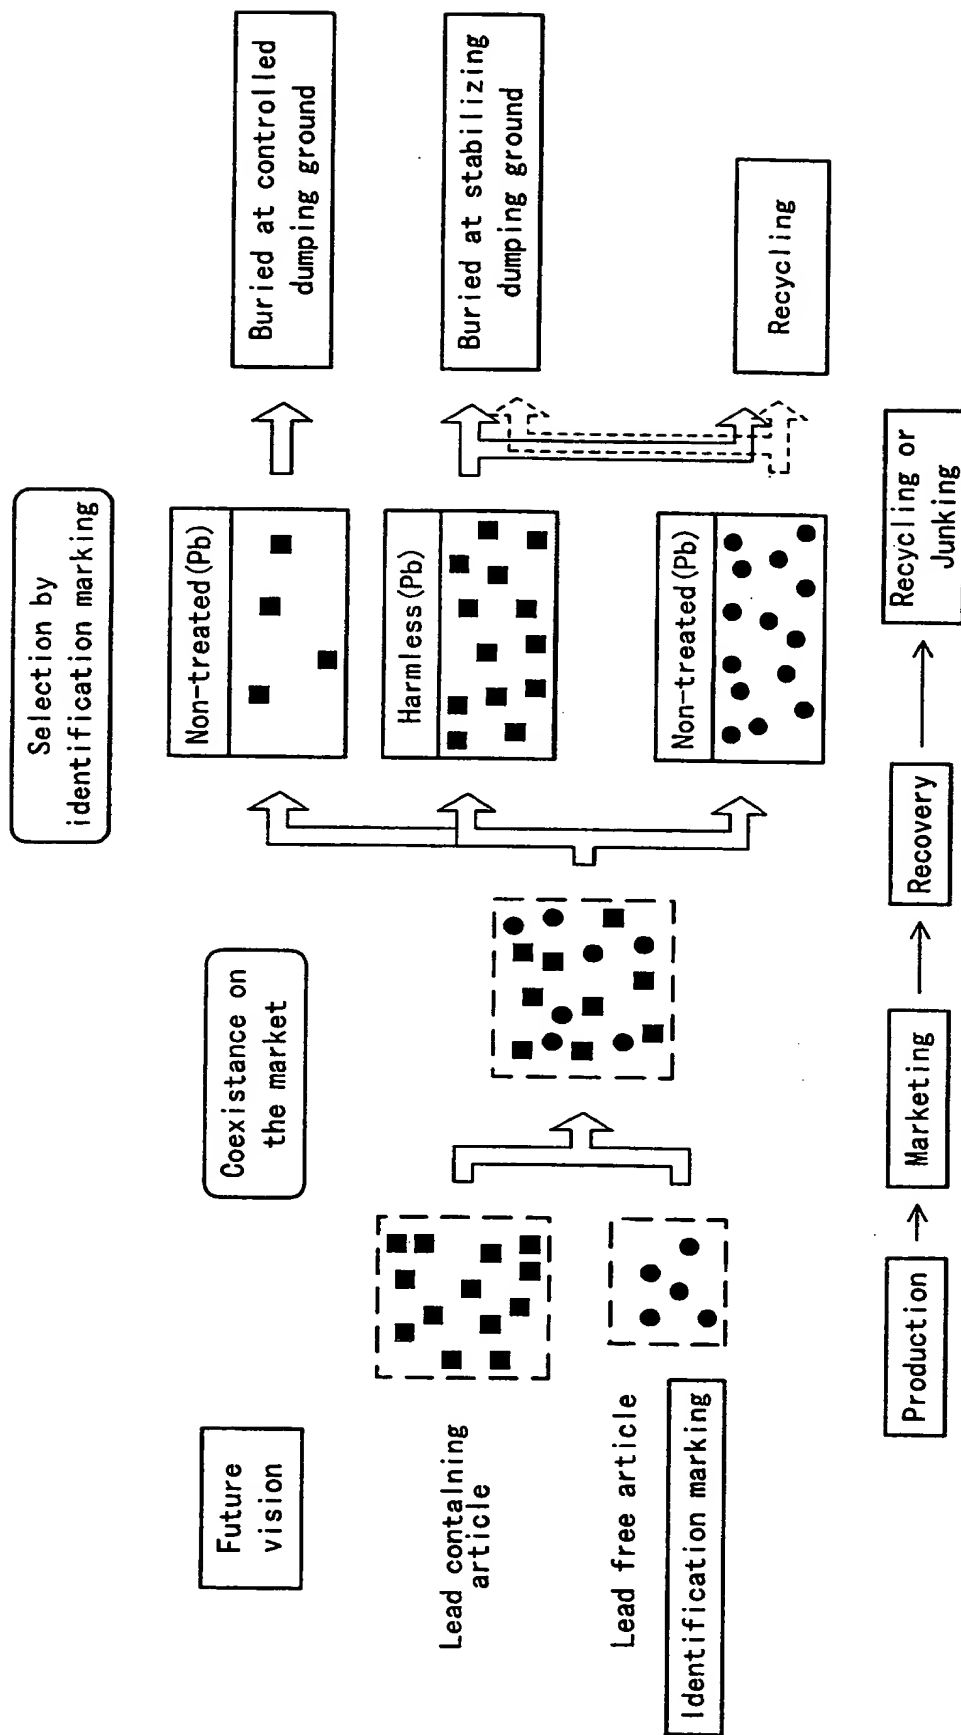 Future
vision
Coexistance on
the market
Selection by
identification marking
Lead containing
article
Lead free article
Identification marking
Non-treated(Pb)
Harmless(Pb)
Non-treated(Pb)
Buried at controlled
dumping ground
Buried at stabilizing
dumping ground
Recycling
Production
Marketing
Recovery
Recycling or
Junking